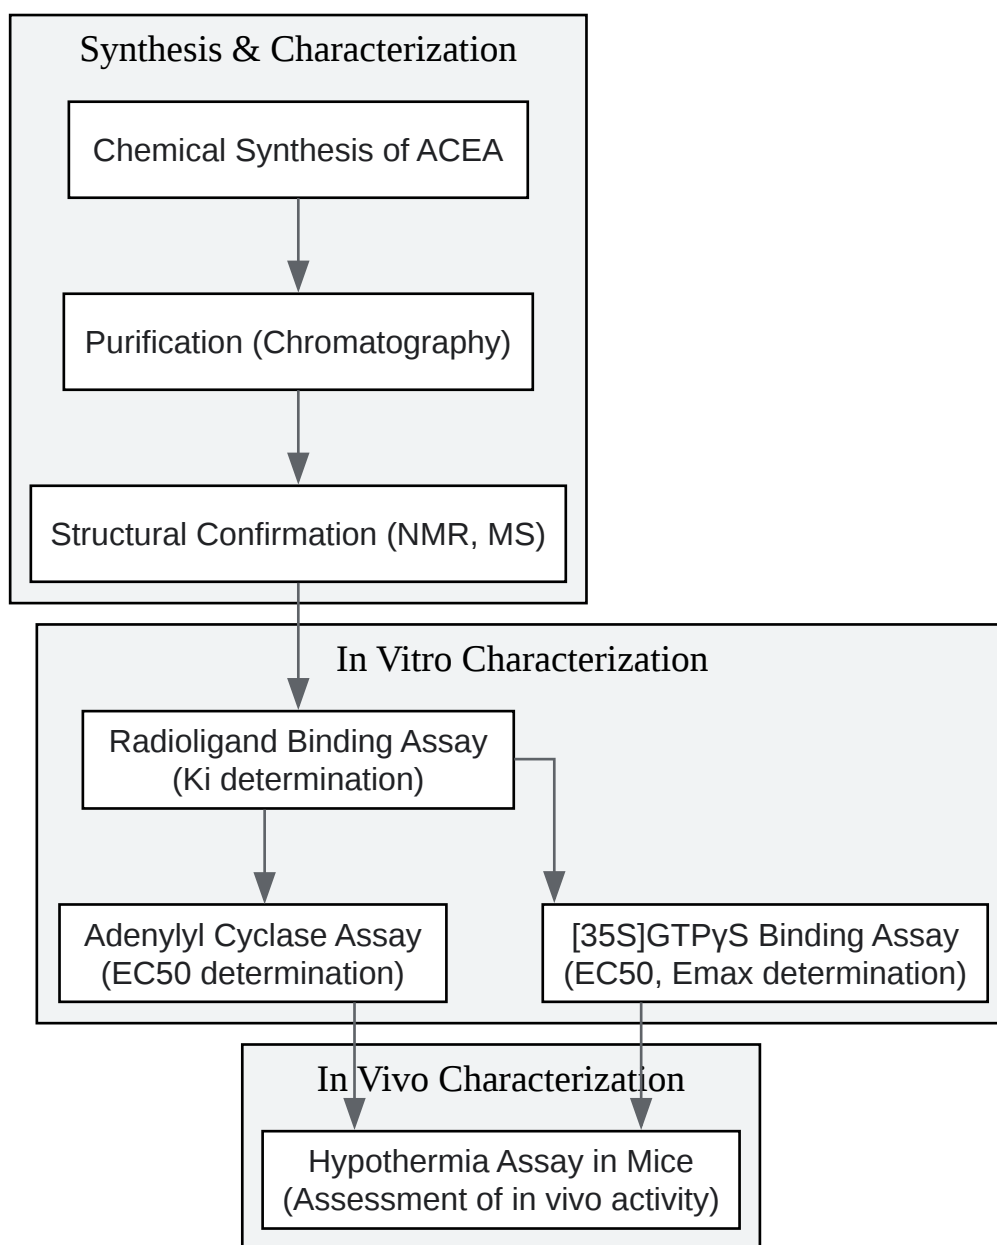 Synthesis & Characterization
Chemical Synthesis of ACEA
Purification (Chromatography)
Structural Confirmation (NMR, MS)
In Vitro Characterization
Radioligand Binding Assay
(Ki determination)
Adenylyl Cyclase Assay
(EC50 determination)
[35S]GTPγS Binding Assay
(EC50, Emax determination)
In Vivo Characterization
Hypothermia Assay in Mice
(Assessment of in vivo activity)